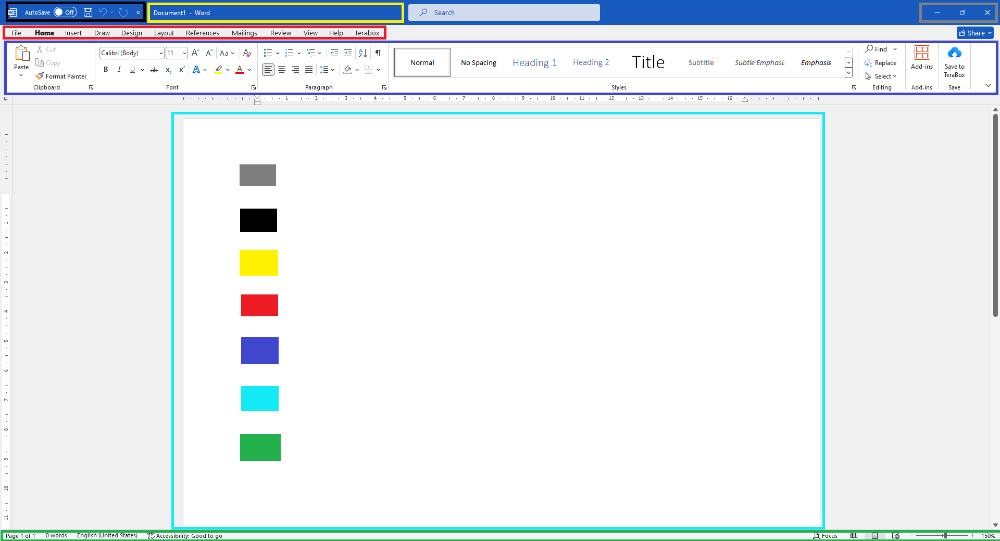 AutoSave Off
Document1 - Word
Search
File Home Insert Draw Design Layout References Mailings Review View Help Terabox
Share
Paste
Cut
Copy
Format Painter
Clipboard
Calibri (Body) 11
Aa
B I U ab x₂ x²
A A
Font
Paragraph
Normal No Spacing Heading 1 Heading 2 Title Subtitle Subtle Emphasis Emphasis
Styles
Find
Replace
Select
Editing
Add-ins
Add-ins
Save to
TeraBox
Save
1 2 3 4 5 6 7 8 9 10 11 12 13 14 15 16
1
2
3
4
5
6
7
8
9
10
11
Page 1 of 1 0 words English (United States) Accessibility: Good to go Focus 150%